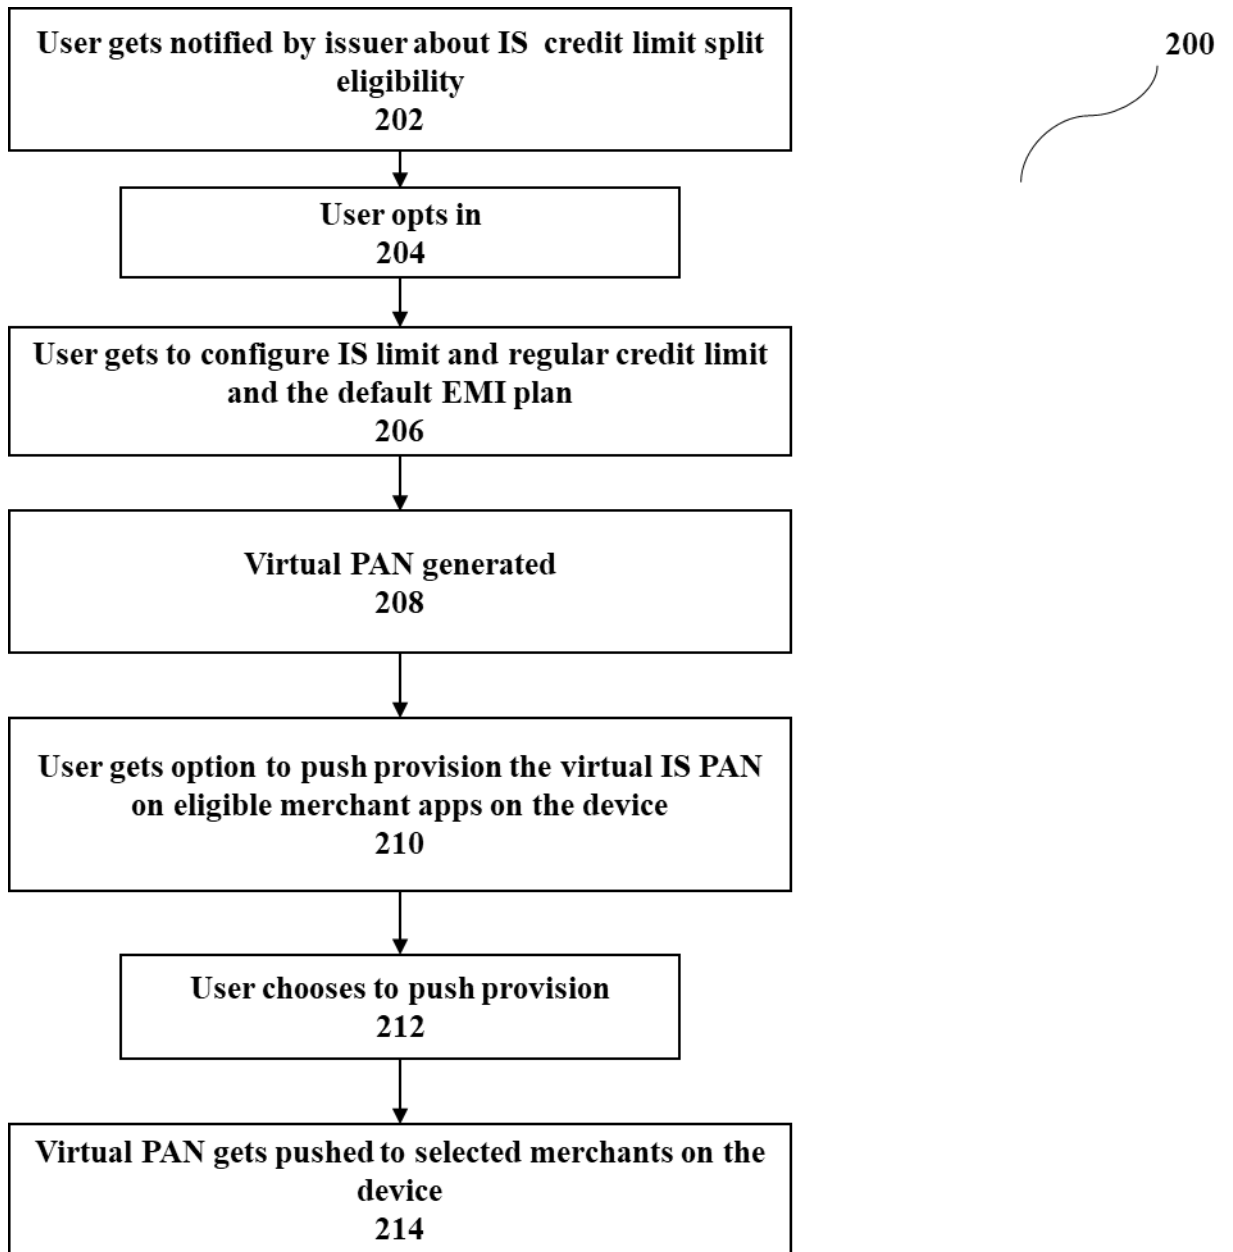 User gets notified by issuer about IS credit limit split
eligibility
202
200
User opts in
204
User gets to configure IS limit and regular credit limit
and the default EMI plan
206
Virtual PAN generated
208
User gets option to push provision the virtual IS PAN
on eligible merchant apps on the device
210
User chooses to push provision
212
Virtual PAN gets pushed to selected merchants on the
device
214